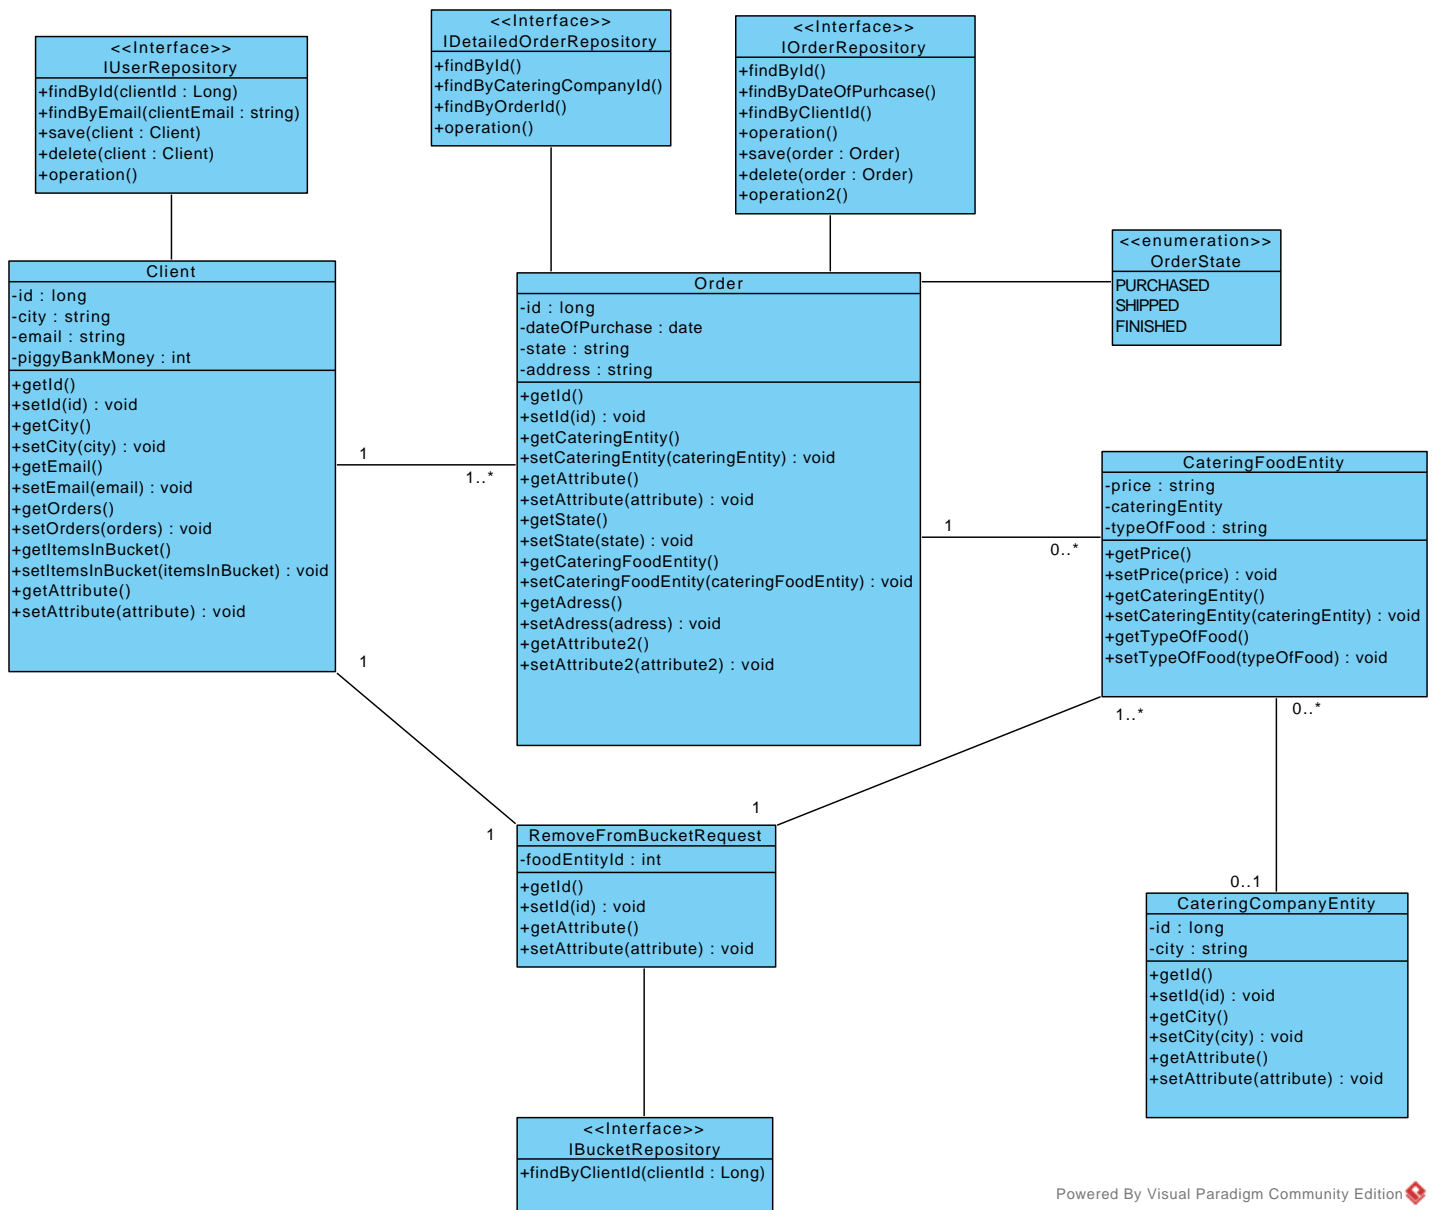 <<Interface>>
IUserRepository
+findById(clientId : Long)
+findByEmail(clientEmail : string)
+save(client : Client)
+delete(client : Client)
+operation()
<<Interface>>
IDetailedOrderRepository
+findById()
+findByCateringCompanyId()
+findByOrderId()
+operation()
<<Interface>>
IOrderRepository
+findById()
+findByDateOfPurhcase()
+findByClientId()
+operation()
+save(order : Order)
+delete(order : Order)
+operation2()
<<enumeration>>
OrderState
PURCHASED
SHIPPED
FINISHED
Client
-id : long
-city : string
-email : string
-piggyBankMoney : int
+getId()
+setId(id) : void
+getCity()
+setCity(city) : void
+getEmail()
+setEmail(email) : void
+getOrders()
+setOrders(orders) : void
+getItemsInBucket()
+setItemsInBucket(itemsInBucket) : void
+getAttribute()
+setAttribute(attribute) : void
1
1..*
Order
-id : long
-dateOfPurchase : date
-state : string
-address : string
+getId()
+setId(id) : void
+getCateringEntity()
+setCateringEntity(cateringEntity) : void
+getAttribute()
+setAttribute(attribute) : void
+getState()
+setState(state) : void
+getCateringFoodEntity()
+setCateringFoodEntity(cateringFoodEntity) : void
+getAdress()
+setAdress(adress) : void
+getAttribute2()
+setAttribute2(attribute2) : void
1
0..*
CateringFoodEntity
-price : string
-cateringEntity
-typeOfFood : string
+getPrice()
+setPrice(price) : void
+getCateringEntity()
+setCateringEntity(cateringEntity) : void
+getTypeOfFood()
+setTypeOfFood(typeOfFood) : void
1
1..*
0..*
1
1
RemoveFromBucketRequest
-foodEntityId : int
+getId()
+setId(id) : void
+getAttribute()
+setAttribute(attribute) : void
0..1
CateringCompanyEntity
-id : long
-city : string
+getId()
+setId(id) : void
+getCity()
+setCity(city) : void
+getAttribute()
+setAttribute(attribute) : void
<<Interface>>
IBucketRepository
+findByClientId(clientId : Long)
Powered By Visual Paradigm Community Edition